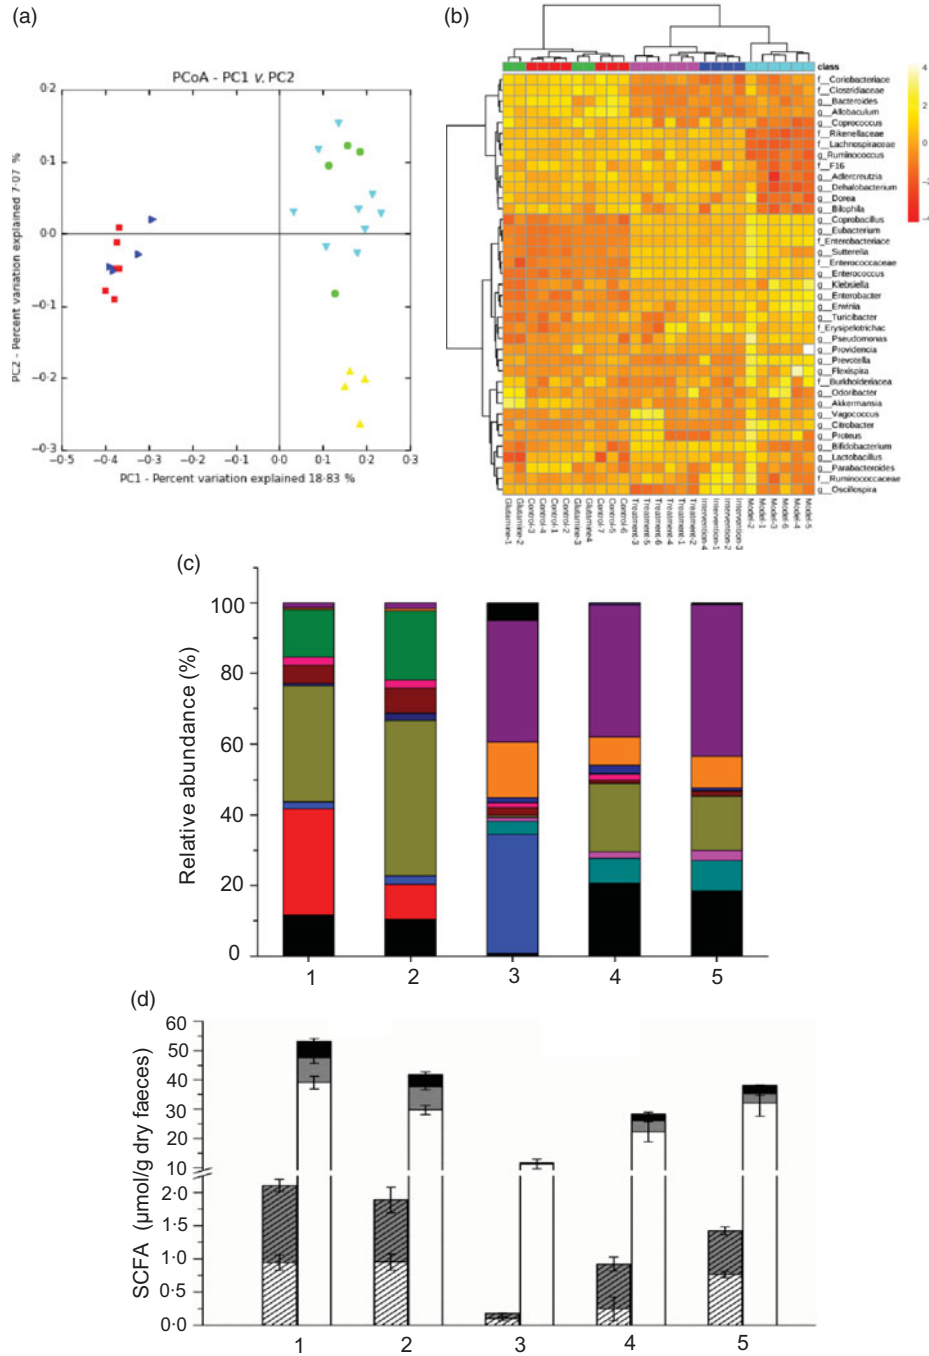 (a)
PCoA - PC1 v. PC2
PC2 - Percent variation explained 7·07 %
0·2
0·1
0·0
−0·1
−0·2
−0·3
−0·5 −0·4 −0·3 −0·2 −0·1 0·0 0·1 0·2 0·3
PC1 - Percent variation explained 18·83 %
(b)
class
f__Coriobacteriace
f__Clostridiaceae
g__Bacteroides
g__Allobaculum
g__Coprococcus
f__Rikenellaceae
f__Lachnospiraceae
g_Ruminococcus
f__F16
g__Adlercreutzia
g__Dehalobacterium
g__Dorea
g__Bilophila
g__Coprobacillus
g__Eubacterium
f_Enterobacteriace
g__Sutterella
f__Enterococcaceae
g__Enterococcus
g__Klebsiella
g__Enterobacter
g__Erwinia
g__Turicibacter
f_Erysipelotrichac
g__Pseudomonas
g__Providencia
g__Prevotella
g__Flexispira
f__Burkholderiacea
g__Odoribacter
g__Akkermansia
g__Vagococcus
g__Citrobacter
g__Proteus
g__Bifidobacterium
g__Lactobacillus
g__Parabacteroides
f__Ruminococcaceae
g__Oscillospira
4
2
0
−2
−4
Glutamine-1
Glutamine-2
Control-3
Control-4
Control-1
Control-2
Glutamine-3
Glutamine4
Control-7
Control-5
Control-6
Treatment-3
Treatment-5
Treatment-6
Treatment-4
Treatment-1
Treatment-2
Intervention-4
Intervention-1
Intervention-2
Intervention-3
Model-2
Model-1
Model-3
Model-6
Model-4
Model-5
(c)
Relative abundance (%)
100
80
60
40
20
0
1 2 3 4 5
(d)
SCFA (µmol/g dry faeces)
60
50
40
30
20
10
2·0
1·5
1·0
0·5
0·0
1 2 3 4 5